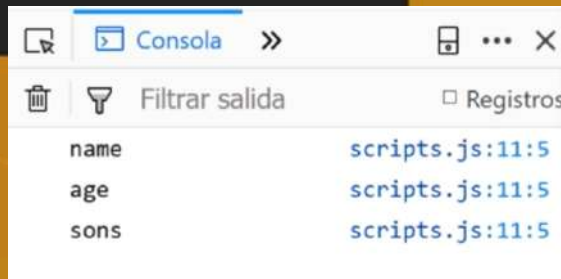 Consola
Filtrar salida Registros
name scripts.js:11:5
age scripts.js:11:5
sons scripts.js:11:5